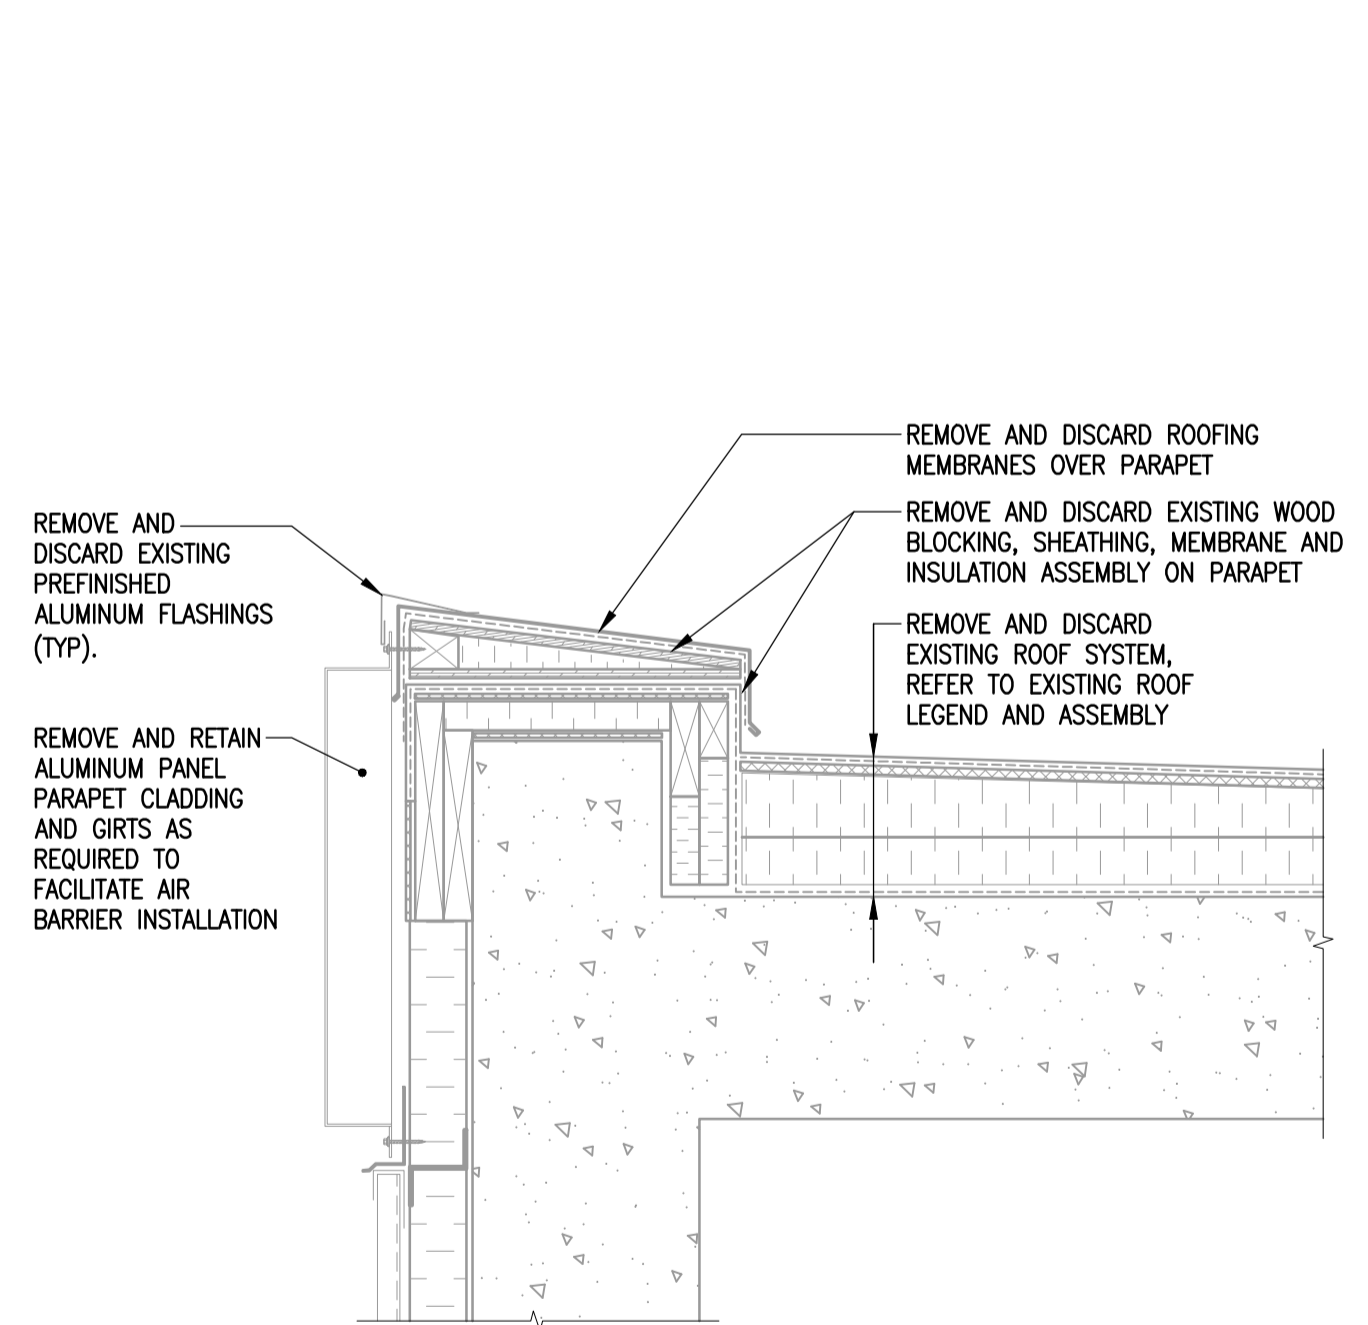 REMOVE AND DISCARD ROOFING
MEMBRANES OVER PARAPET
REMOVE AND DISCARD EXISTING WOOD
BLOCKING, SHEATHING, MEMBRANE AND
INSULATION ASSEMBLY ON PARAPET
REMOVE AND DISCARD
EXISTING ROOF SYSTEM,
REFER TO EXISTING ROOF
LEGEND AND ASSEMBLY
REMOVE AND
DISCARD EXISTING
PREFINISHED
ALUMINUM FLASHINGS
(TYP).
REMOVE AND RETAIN
ALUMINUM PANEL
PARAPET CLADDING
AND GIRTS AS
REQUIRED TO
FACILITATE AIR
BARRIER INSTALLATION